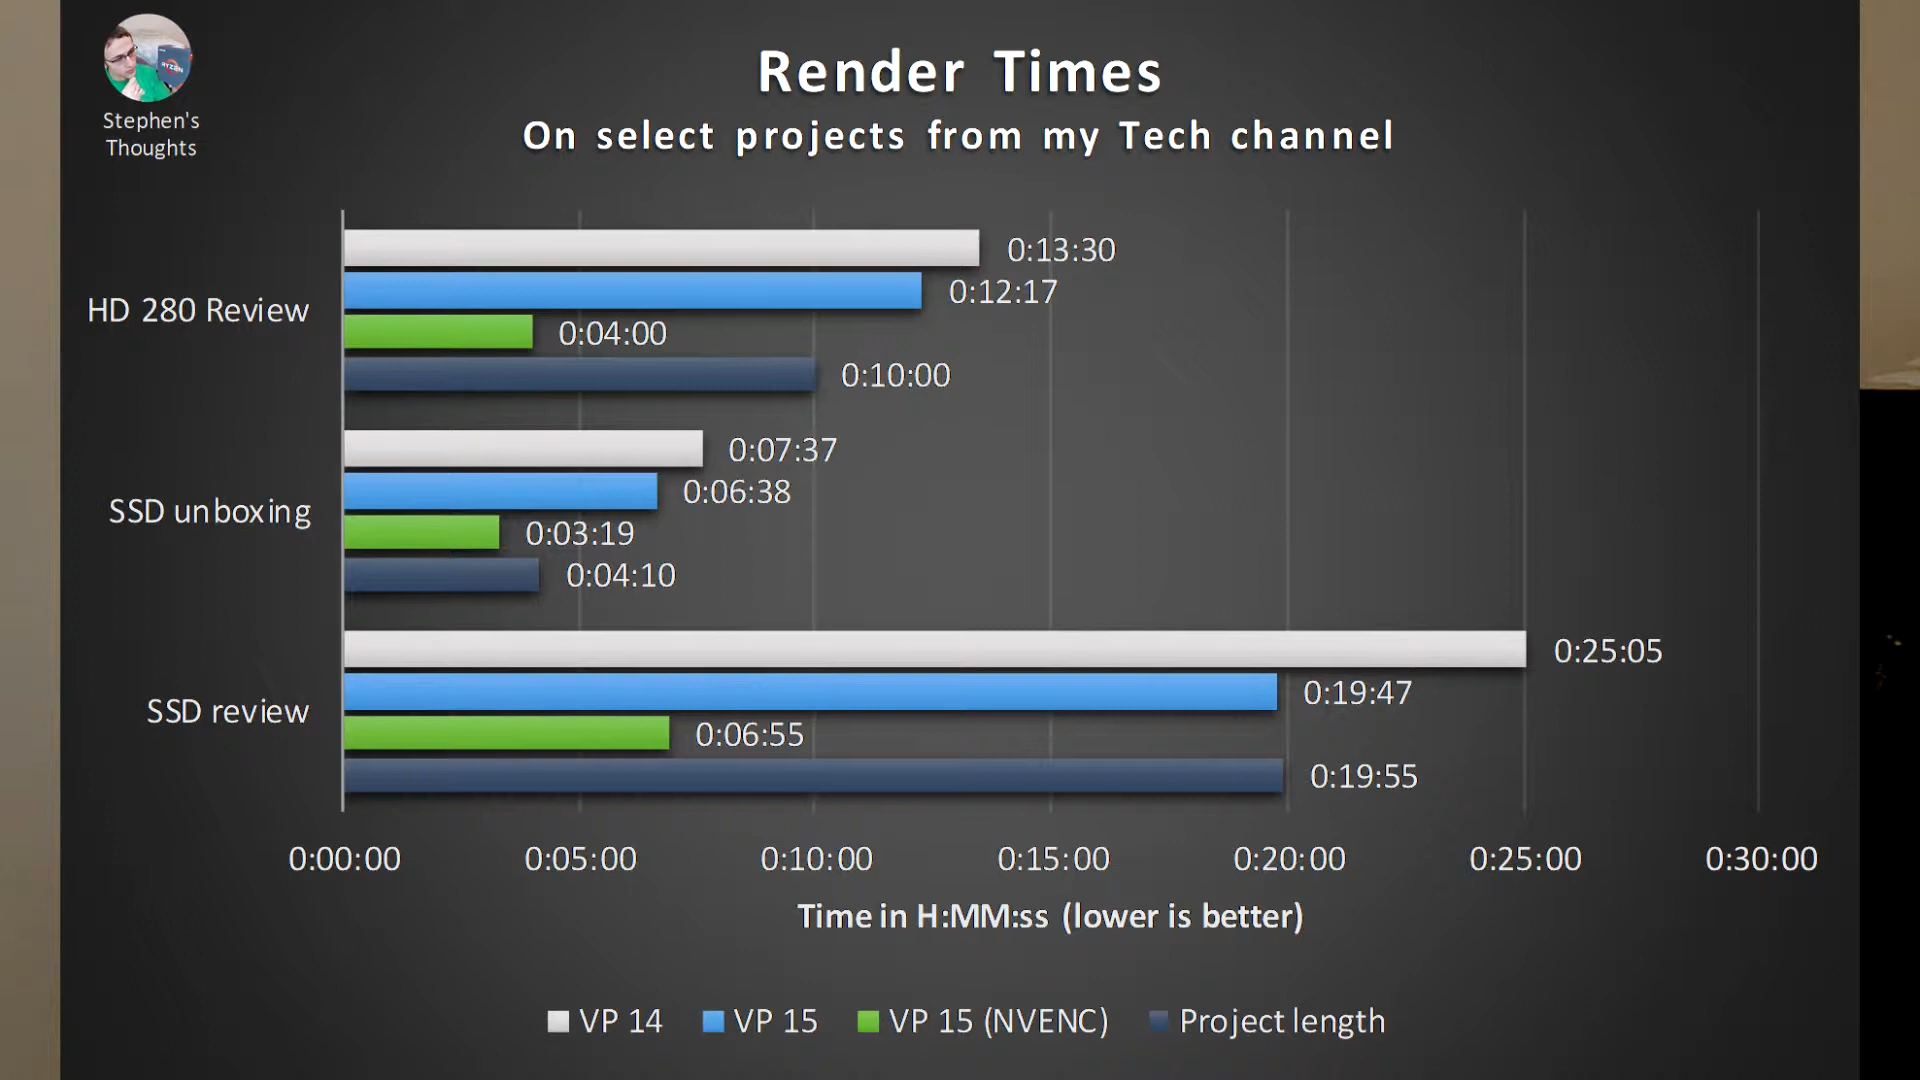 RYZEN
Stephen's
Thoughts
Render Times
On select projects from my Tech channel
HD 280 Review
0:13:30
0:12:17
0:04:00
0:10:00
SSD unboxing
0:07:37
0:06:38
0:03:19
0:04:10
SSD review
0:25:05
0:19:47
0:06:55
0:19:55
0:00:00 0:05:00 0:10:00 0:15:00 0:20:00 0:25:00 0:30:00
Time in H:MM:ss (lower is better)
VP 14 VP 15 VP 15 (NVENC) Project length